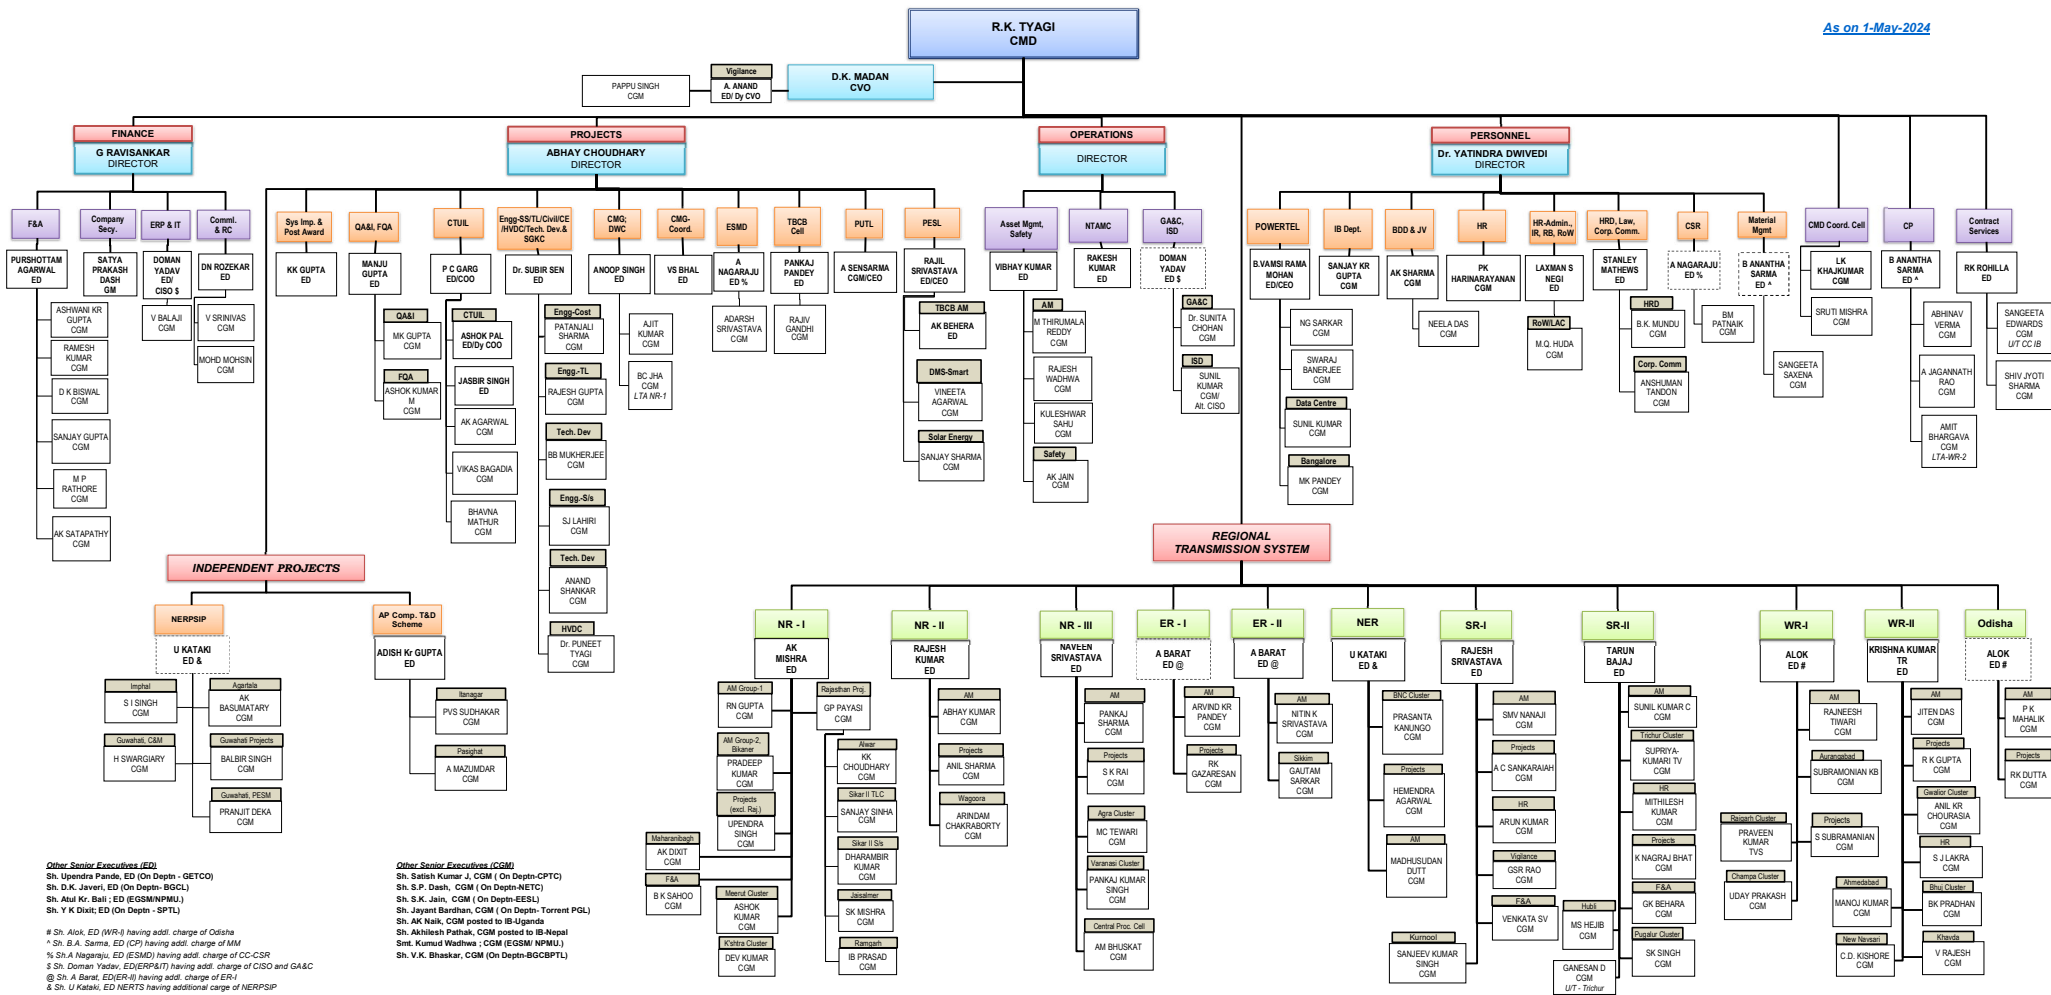 R.K. TYAGI
CMD
As on 1-May-2024
PAPPU SINGH
CGM
Vigilance
A. ANAND
ED/ Dy CVO
D.K. MADAN
CVO
FINANCE
G RAVISANKAR
DIRECTOR
PROJECTS
ABHAY CHOUDHARY
DIRECTOR
OPERATIONS
DIRECTOR
PERSONNEL
Dr. YATINDRA DWIVEDI
DIRECTOR
F&A
PURSHOTTAM
AGARWAL
ED
ASHWANI KR
GUPTA
CGM
RAMESH
KUMAR
CGM
D K BISWAL
CGM
SANJAY GUPTA
CGM
M P
RATHORE
CGM
AK SATAPATHY
CGM
Company
Secy.
SATYA
PRAKASH
DASH
GM
ERP & IT
DOMAN
YADAV
ED/
CISO $
V BALAJI
CGM
Comml.
& RC
DN ROZEKAR
ED
V SRINIVAS
CGM
MOHD MOHSIN
CGM
Sys Imp. &
Post Award
KK GUPTA
ED
QA&I, FQA
MANJU
GUPTA
ED
QA&I
MK GUPTA
CGM
FQA
ASHOK KUMAR
M
CGM
CTUIL
P C GARG
ED/COO
CTUIL
ASHOK PAL
ED/Dy COO
JASBIR SINGH
ED
AK AGARWAL
CGM
VIKAS BAGADIA
CGM
BHAVNA
MATHUR
CGM
Engg-SS/TL/Civil/CE
/HVDC/Tech. Dev.&
SGKC
Dr. SUBIR SEN
ED
Engg-Cost
PATANJALI
SHARMA
CGM
Engg.-TL
RAJESH GUPTA
CGM
Tech. Dev
BB MUKHERJEE
CGM
Engg.-S/s
SJ LAHIRI
CGM
Tech. Dev
ANAND
SHANKAR
CGM
HVDC
Dr. PUNEET
TYAGI
CGM
CMG;
DWC
ANOOP SINGH
ED
AJIT
KUMAR
CGM
BC JHA
CGM
LTA NR-1
CMG-
Coord.
VS BHAL
ED
ESMD
A
NAGARAJU
ED %
ADARSH
SRIVASTAVA
CGM
TBCB
Cell
PANKAJ
PANDEY
ED
RAJIV
GANDHI
CGM
PUTL
A SENSARMA
CGM/CEO
PESL
RAJIL
SRIVASTAVA
ED/CEO
TBCB AM
AK BEHERA
ED
DMS-Smart
VINEETA
AGARWAL
CGM
Solar Energy
SANJAY SHARMA
CGM
Asset Mgmt,
Safety
VIBHAY KUMAR
ED
AM
M THIRUMALA
REDDY
CGM
RAJESH
WADHWA
CGM
KULESHWAR
SAHU
CGM
Safety
AK JAIN
CGM
NTAMC
RAKESH
KUMAR
ED
GA&C,
ISD
DOMAN
YADAV
ED $
GA&C
Dr. SUNITA
CHOHAN
CGM
ISD
SUNIL
KUMAR
CGM/
Alt. CISO
POWERTEL
B.VAMSI RAMA
MOHAN
ED/CEO
NG SARKAR
CGM
SWARAJ
BANERJEE
CGM
Data Centre
SUNIL KUMAR
CGM
Bangalore
MK PANDEY
CGM
IB Dept.
SANJAY KR
GUPTA
CGM
BDD & JV
AK SHARMA
CGM
NEELA DAS
CGM
HR
PK
HARINARAYANAN
CGM
HR-Admin.,
IR, RB, RoW
LAXMAN S
NEGI
ED
RoW/LAC
M.Q. HUDA
CGM
HRD, Law,
Corp. Comm.
STANLEY
MATHEWS
ED
HRD
B.K. MUNDU
CGM
Corp. Comm
ANSHUMAN
TANDON
CGM
CSR
A NAGARAJU
ED %
BM
PATNAIK
CGM
Material
Mgmt
B ANANTHA
SARMA
ED ^
SANGEETA
SAXENA
CGM
CMD Coord. Cell
LK
KHAJKUMAR
CGM
SRUTI MISHRA
CGM
CP
B ANANTHA
SARMA
ED ^
ABHINAV
VERMA
CGM
A JAGANNATH
RAO
CGM
AMIT
BHARGAVA
CGM
LTA-WR-2
Contract
Services
RK ROHILLA
ED
SANGEETA
EDWARDS
CGM
U/T CC IB
SHIV JYOTI
SHARMA
CGM
INDEPENDENT PROJECTS
NERPSIP
U KATAKI
ED &
Imphal
S I SINGH
CGM
Agartala
AK
BASUMATARY
CGM
Guwahati, C&M
H SWARGIARY
CGM
Guwahati Projects
BALBIR SINGH
CGM
Guwahati, PESM
PRANJIT DEKA
CGM
AP Comp. T&D
Scheme
ADISH Kr GUPTA
ED
Itanagar
PVS SUDHAKAR
CGM
Pasighat
A MAZUMDAR
CGM
REGIONAL
TRANSMISSION SYSTEM
NR - I
AK
MISHRA
ED
AM Group-1
RN GUPTA
CGM
AM Group-2,
Bikaner
PRADEEP
KUMAR
CGM
Projects
(excl. Raj.)
UPENDRA
SINGH
CGM
Maharanibagh
AK DIXIT
CGM
F&A
B K SAHOO
CGM
Meerut Cluster
ASHOK
KUMAR
CGM
K'shtra Cluster
DEV KUMAR
CGM
Rajasthan Proj.
GP PAYASI
CGM
Alwar
KK
CHOUDHARY
CGM
Sikar II TLC
SANJAY SINHA
CGM
Sikar II S/s
DHARAMBIR
KUMAR
CGM
Jaisalmer
SK MISHRA
CGM
Ramgarh
IB PRASAD
CGM
NR - II
RAJESH
KUMAR
ED
AM
ABHAY KUMAR
CGM
Projects
ANIL SHARMA
CGM
Wagoora
ARINDAM
CHAKRABORTY
CGM
NR - III
NAVEEN
SRIVASTAVA
ED
AM
PANKAJ
SHARMA
CGM
Projects
S K RAI
CGM
Agra Cluster
MC TEWARI
CGM
Varanasi Cluster
PANKAJ KUMAR
SINGH
CGM
Central Proc. Cell
AM BHUSKAT
CGM
ER - I
A BARAT
ED @
AM
ARVIND KR
PANDEY
CGM
Projects
RK
GAZARESAN
CGM
ER - II
A BARAT
ED @
AM
NITIN K
SRIVASTAVA
CGM
Sikkim
GAUTAM
SARKAR
CGM
NER
U KATAKI
ED &
BNC Cluster
PRASANTA
KANUNGO
CGM
Projects
HEMENDRA
AGARWAL
CGM
AM
MADHUSUDAN
DUTT
CGM
SR-I
RAJESH
SRIVASTAVA
ED
AM
SMV NANAJI
CGM
Projects
A C SANKARAIAH
CGM
HR
ARUN KUMAR
CGM
Vigilance
GSR RAO
CGM
F&A
VENKATA SV
CGM
Kurnool
SANJEEV KUMAR
SINGH
CGM
SR-II
TARUN
BAJAJ
ED
AM
SUNIL KUMAR C
CGM
Trichur Cluster
SUPRIYA-
KUMARI TV
CGM
HR
MITHILESH
KUMAR
CGM
Projects
K NAGRAJ BHAT
CGM
F&A
GK BEHARA
CGM
Hubli
MS HEJIB
CGM
Pugalur Cluster
SK SINGH
CGM
GANESAN D
CGM
U/T - Trichur
WR-I
ALOK
ED #
AM
RAJNEESH
TIWARI
CGM
Aurangabad
SUBRAMONIAN KB
CGM
Projects
S SUBRAMANIAN
CGM
Raigarh Cluster
PRAVEEN
KUMAR
TVS
Champa Cluster
UDAY PRAKASH
CGM
WR-II
KRISHNA KUMAR
TR
ED
AM
JITEN DAS
CGM
Projects
R K GUPTA
CGM
Gwalior Cluster
ANIL KR
CHOURASIA
CGM
HR
S J LAKRA
CGM
Ahmedabad
MANOJ KUMAR
CGM
Bhuj Cluster
BK PRADHAN
CGM
New Navsari
C.D. KISHORE
CGM
Khavda
V RAJESH
CGM
Odisha
ALOK
ED #
AM
P K
MAHALIK
CGM
Projects
RK DUTTA
CGM
Other Senior Executives (ED)
Sh. Upendra Pande, ED (On Deptn - GETCO)
Sh. D.K. Javeri, ED (On Deptn- BGCL)
Sh. Atul Kr. Bali ; ED (EGSM/NPMU.)
Sh. Y K Dixit; ED (On Deptn - SPTL)
# Sh. Alok, ED (WR-I) having addl. charge of Odisha
^ Sh. B.A. Sarma, ED (CP) having addl. charge of MM
% Sh.A Nagaraju, ED (ESMD) having addl. charge of CC-CSR
$ Sh. Doman Yadav, ED(ERP&IT) having addl. charge of CISO and GA&C
@ Sh. A Barat, ED(ER-II) having addl. charge of ER-I
& Sh. U Kataki, ED NERTS having additional carge of NERPSIP
Other Senior Executives (CGM)
Sh. Satish Kumar J, CGM ( On Deptn-CPTC)
Sh. S.P. Dash, CGM ( On Deptn-NETC)
Sh. S.K. Jain, CGM ( On Deptn-EESL)
Sh. Jayant Bardhan, CGM ( On Deptn- Torrent PGL)
Sh. AK Naik, CGM posted to IB-Uganda
Sh. Akhilesh Pathak, CGM posted to IB-Nepal
Smt. Kumud Wadhwa ; CGM (EGSM/ NPMU.)
Sh. V.K. Bhaskar, CGM (On Deptn-BGCBPTL)